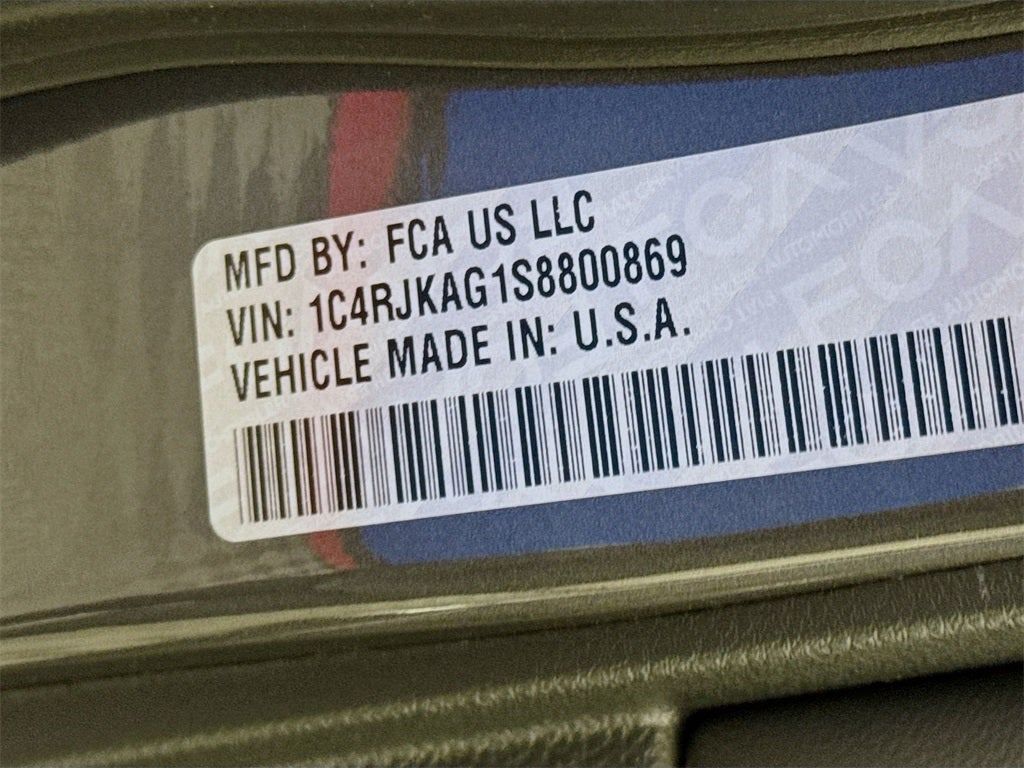 MFD BY: FCA US LLC
VIN: 1C4RJKAG1S8800869
VEHICLE MADE IN: U.S.A.